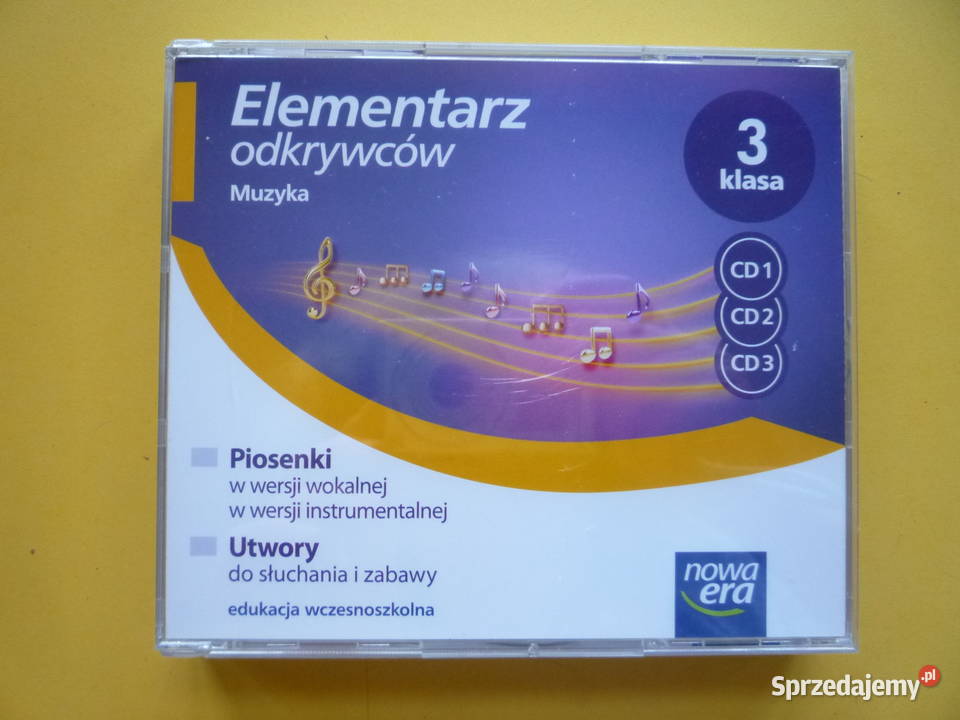 Elementarz
odkrywców
Muzyka
3
klasa
CD 1
CD 2
CD 3
Piosenki
w wersji wokalnej
w wersji instrumentalnej
Utwory
do słuchania i zabawy
edukacja wczesnoszkolna
nowa
era
Sprzedajemy.pl